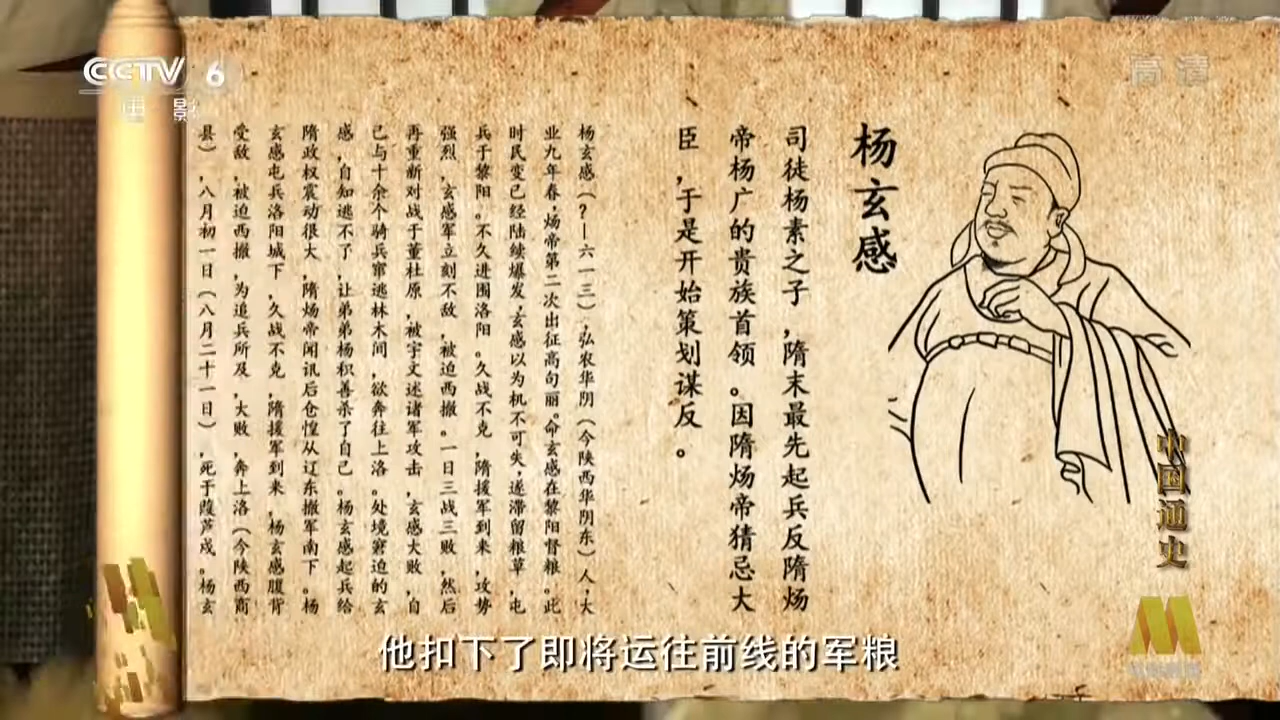 CCTV 6
电影
高清
杨玄感
司徒杨素之子，隋末最先起兵反隋炀
帝杨广的贵族首领。因隋炀帝猜忌大
臣，于是开始策划谋反。
杨玄感（？—六一三），弘农华阴（今陕西华阴东）人，大
业九年春，炀帝第二次出征高句丽。命玄感在黎阳督粮。此
时民变已经陆续爆发，玄感以为机不可失，遂滞留粮草，屯
兵于黎阳。不久进围洛阳。久战不克，隋援军到来，攻势
强烈，玄感军立刻不敌，被迫西撤。一日三战三败，然后
再重新对战于董杜原，被宇文述诸军攻击，玄感大败，自
己与十余个骑兵窜逃林木间，欲奔往上洛。处境窘迫的玄
感，自知逃不了，让弟弟杨积善杀了自己。杨玄感起兵给
隋政权震动很大，隋炀帝闻讯后仓惶从辽东撤军南下。杨
玄感屯兵洛阳城下，久战不克，隋援军到来，杨玄感腹背
受敌，被迫西撤，为追兵所及，大败，奔上洛（今陕西商
县），八月初一日（八月二十一日），死于葭芦戍。杨玄
中国通史
他扣下了即将运往前线的军粮